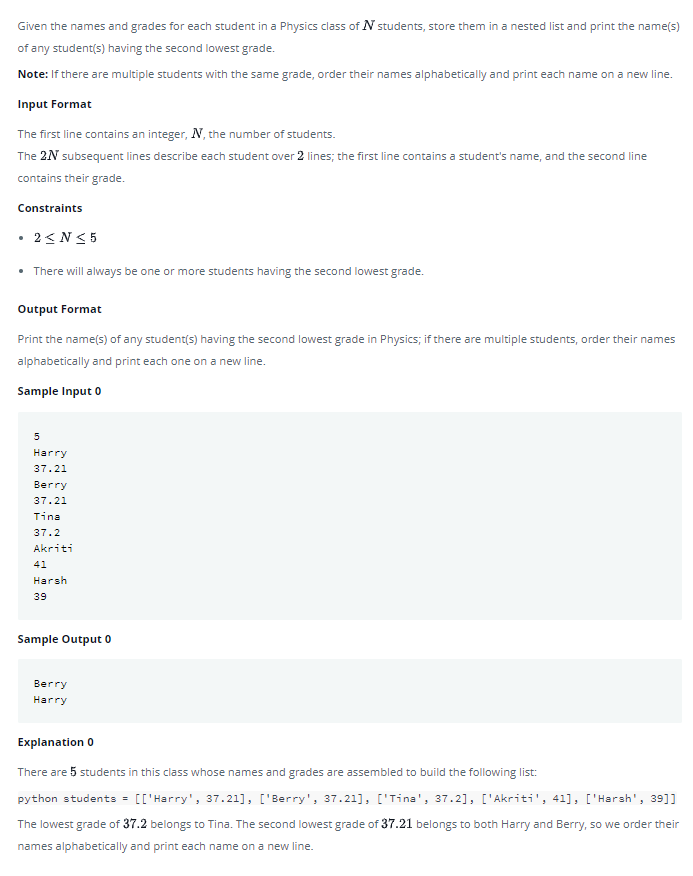 Given the names and grades for each student in a Physics class of N students, store them in a nested list and print the name(s)
of any student(s) having the second lowest grade.
Note: If there are multiple students with the same grade, order their names alphabetically and print each name on a new line.
Input Format
The first line contains an integer, N, the number of students.
The 2N subsequent lines describe each student over 2 lines; the first line contains a student's name, and the second line
contains their grade.
Constraints
• 2 ≤ N ≤ 5
• There will always be one or more students having the second lowest grade.
Output Format
Print the name(s) of any student(s) having the second lowest grade in Physics; if there are multiple students, order their names
alphabetically and print each one on a new line.
Sample Input 0
5
Harry
37.21
Berry
37.21
Tina
37.2
Akriti
41
Harsh
39
Sample Output 0
Berry
Harry
Explanation 0
There are 5 students in this class whose names and grades are assembled to build the following list:
python students = [['Harry', 37.21], ['Berry', 37.21], ['Tina', 37.2], ['Akriti', 41], ['Harsh', 39]]
The lowest grade of 37.2 belongs to Tina. The second lowest grade of 37.21 belongs to both Harry and Berry, so we order their
names alphabetically and print each name on a new line.